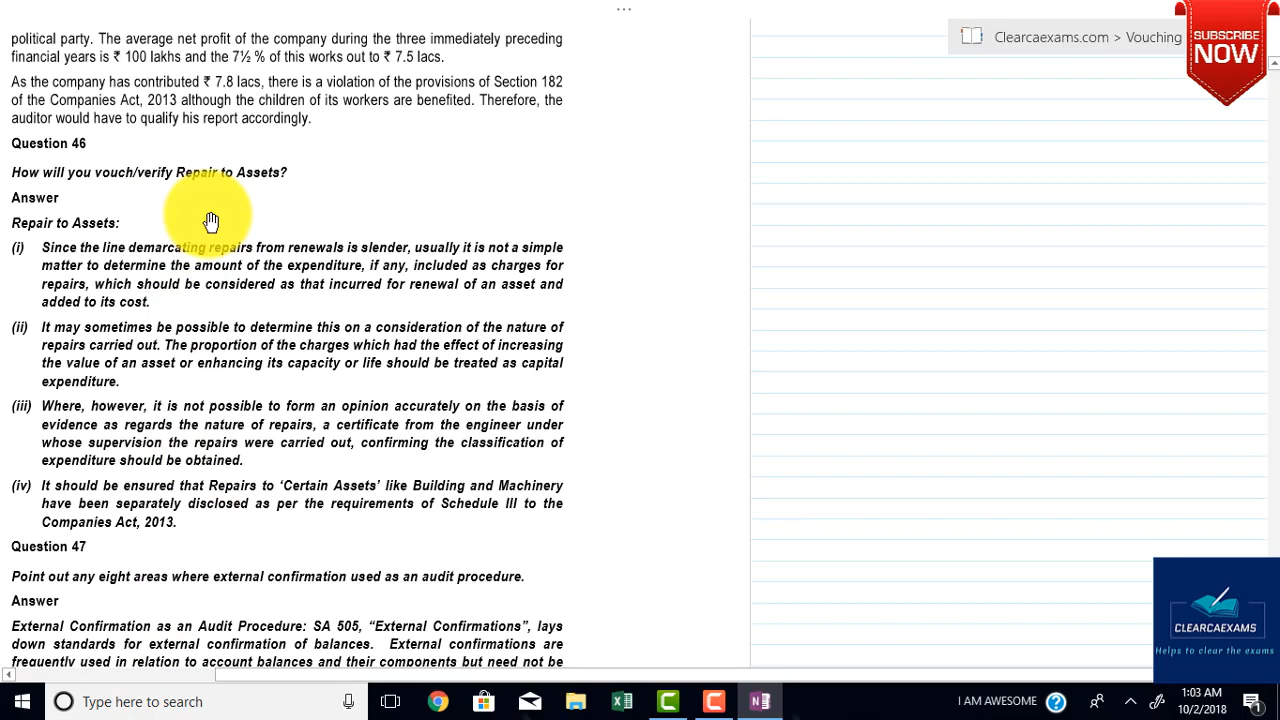 political party. The average net profit of the company during the three immediately preceding
financial years is ₹ 100 lakhs and the 7½ % of this works out to ₹ 7.5 lacs.
As the company has contributed ₹ 7.8 lacs, there is a violation of the provisions of Section 182
of the Companies Act, 2013 although the children of its workers are benefited. Therefore, the
auditor would have to qualify his report accordingly.
Question 46
How will you vouch/verify Repair to Assets?
Answer
Repair to Assets:
(i) Since the line demarcating repairs from renewals is slender, usually it is not a simple
matter to determine the amount of the expenditure, if any, included as charges for
repairs, which should be considered as that incurred for renewal of an asset and
added to its cost.
(ii) It may sometimes be possible to determine this on a consideration of the nature of
repairs carried out. The proportion of the charges which had the effect of increasing
the value of an asset or enhancing its capacity or life should be treated as capital
expenditure.
(iii) Where, however, it is not possible to form an opinion accurately on the basis of
evidence as regards the nature of repairs, a certificate from the engineer under
whose supervision the repairs were carried out, confirming the classification of
expenditure should be obtained.
(iv) It should be ensured that Repairs to ‘Certain Assets’ like Building and Machinery
have been separately disclosed as per the requirements of Schedule III to the
Companies Act, 2013.
Question 47
Point out any eight areas where external confirmation used as an audit procedure.
Answer
External Confirmation as an Audit Procedure: SA 505, “External Confirmations”, lays
down standards for external confirmation of balances. External confirmations are
frequently used in relation to account balances and their components but need not be
Clearcaexams.com > Vouching
SUBSCRIBE
NOW
CLEARCAEXAMS
Helps to clear the exams
Type here to search
I AM AWESOME
1:03 AM
10/2/2018
1